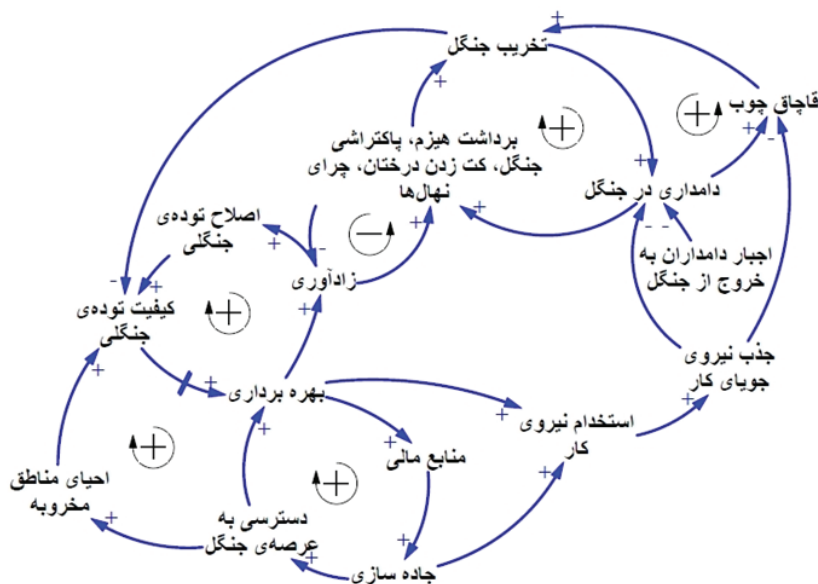 تخریب جنگل
قاچاق چوب
برداشت هیزم، پاکتراشی
جنگل، کت زدن درختان، چرای
نهال‌ها
دامداری در جنگل
اصلاح توده‌ی
جنگلی
اجبار دامداران به
خروج از جنگل
زادآوری
کیفیت توده‌ی
جنگلی
جذب نیروی
جویای کار
بهره برداری
استخدام نیروی
کار
منابع مالی
احیای مناطق
مخروبه
دسترسی به
عرصه‌ی جنگل
جاده سازی